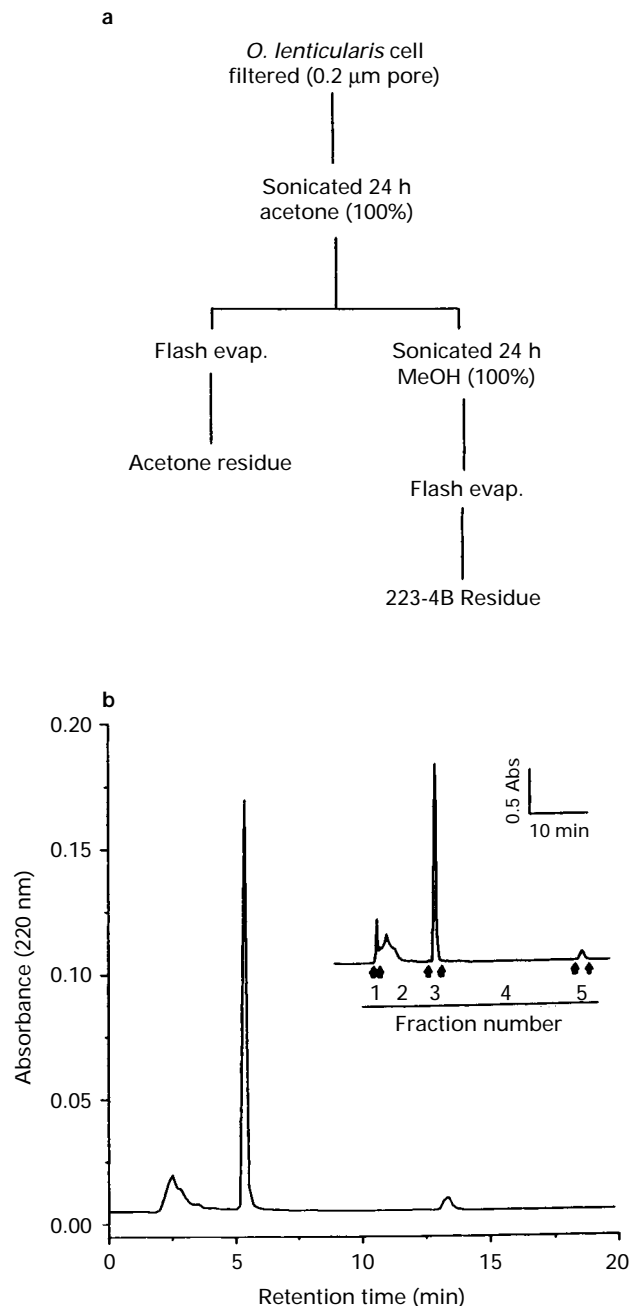 a
O. lenticularis cell
filtered (0.2 µm pore)
Sonicated 24 h
acetone (100%)
Flash evap.
Acetone residue
Sonicated 24 h
MeOH (100%)
Flash evap.
223-4B Residue
b
0.20
0.15
0.10
0.05
0.00
Absorbance (220 nm)
0 5 10 15 20
Retention time (min)
0.5 Abs
10 min
1 2 3 4 5
Fraction number